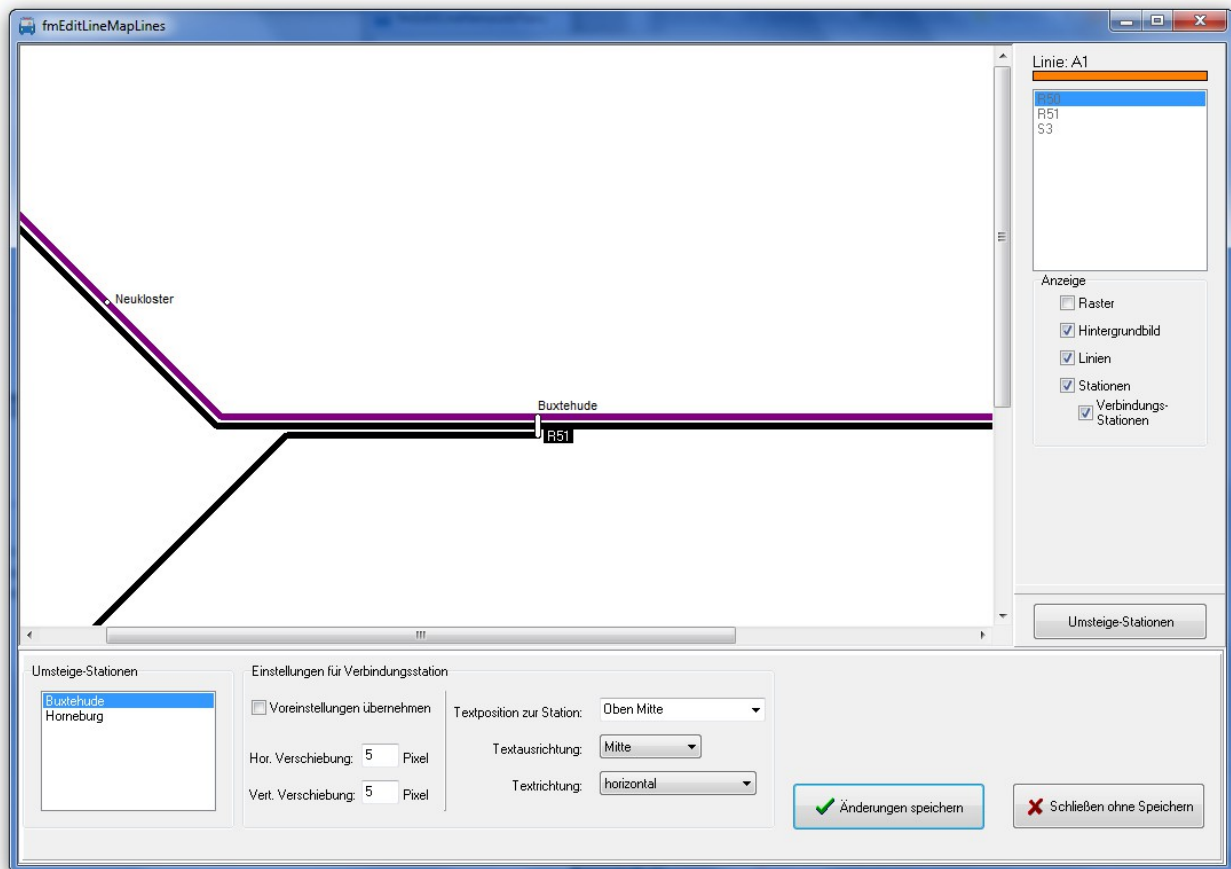 fmEditLineMapLines
Neukloster
Buxtehude
R51
Linie: A1
R50
R51
S3
Anzeige
Raster
Hintergrundbild
Linien
Stationen
Verbindungs-
Stationen
Umsteige-Stationen
Umsteige-Stationen
Buxtehude
Horneburg
Einstellungen für Verbindungsstation
Voreinstellungen übernehmen
Hor. Verschiebung: 5 Pixel
Vert. Verschiebung: 5 Pixel
Textposition zur Station: Oben Mitte
Textausrichtung: Mitte
Textrichtung: horizontal
Änderungen speichern
Schließen ohne Speichern